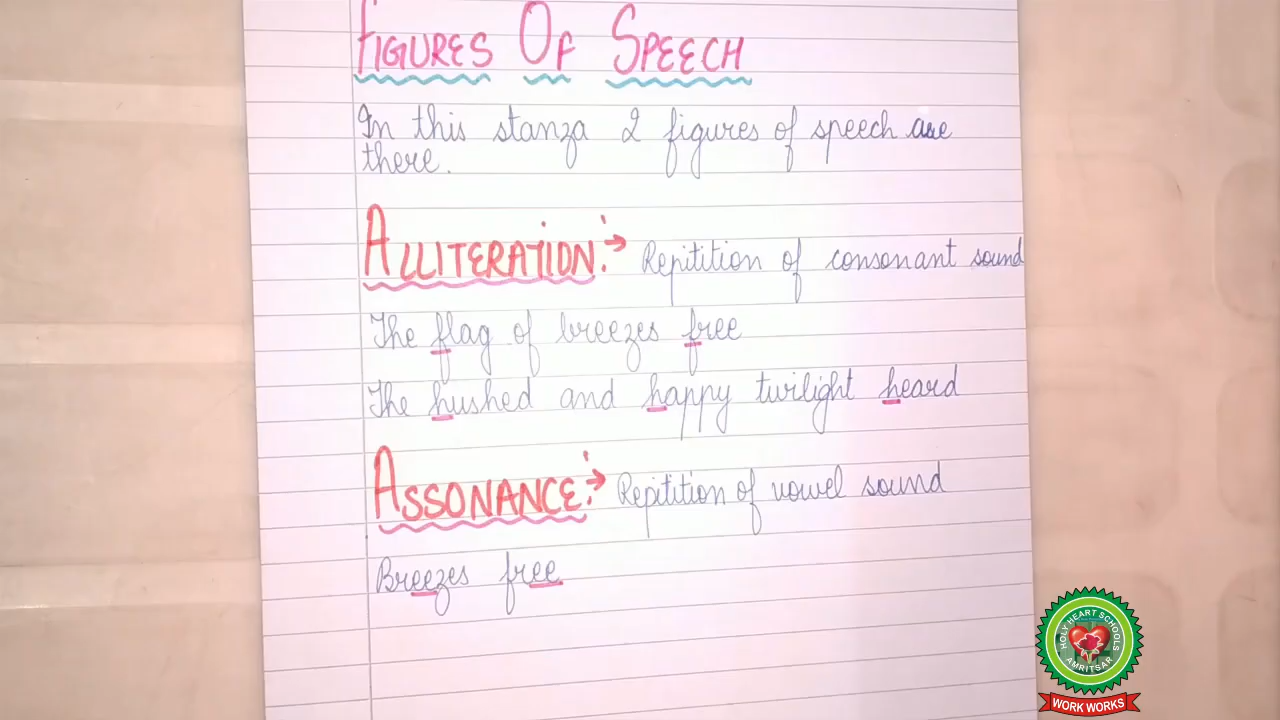 FIGURES OF SPEECH
In this stanza 2 figures of speech are
there.
ALLITERATION:→ Repitition of consonant sound
The flag of breezes free
The hushed and happy twilight heard
ASSONANCE:→ Repitition of vowel sound
Breezes free
HOLY HEART SCHOOLS
AMRITSAR
WORK WORKS